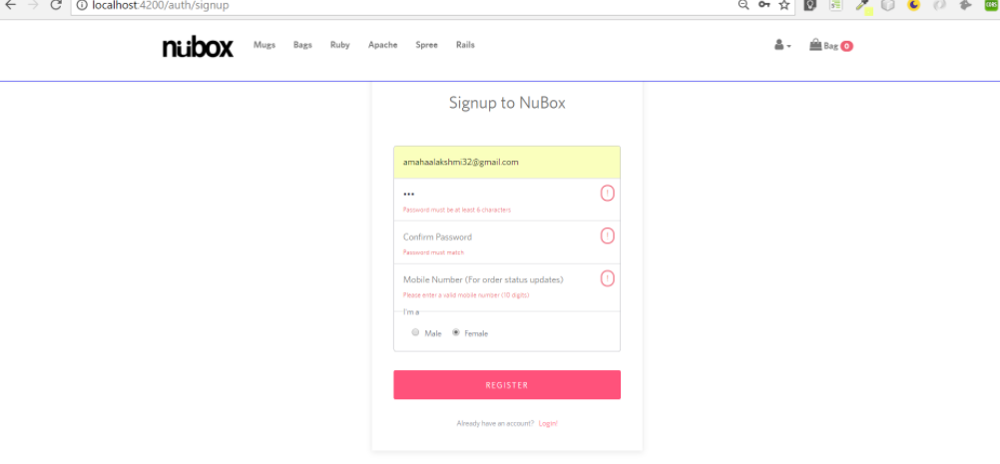 localhost:4200/auth/signup
nübox Mugs Bags Ruby Apache Spree Rails Bag 0
Signup to NuBox
amahaalakshmi32@gmail.com
•••
Password must be at least 6 characters
Confirm Password
Password must match
Mobile Number (For order status updates)
Please enter a valid mobile number (10 digits)
I'm a
Male Female
REGISTER
Already have an account? Login!